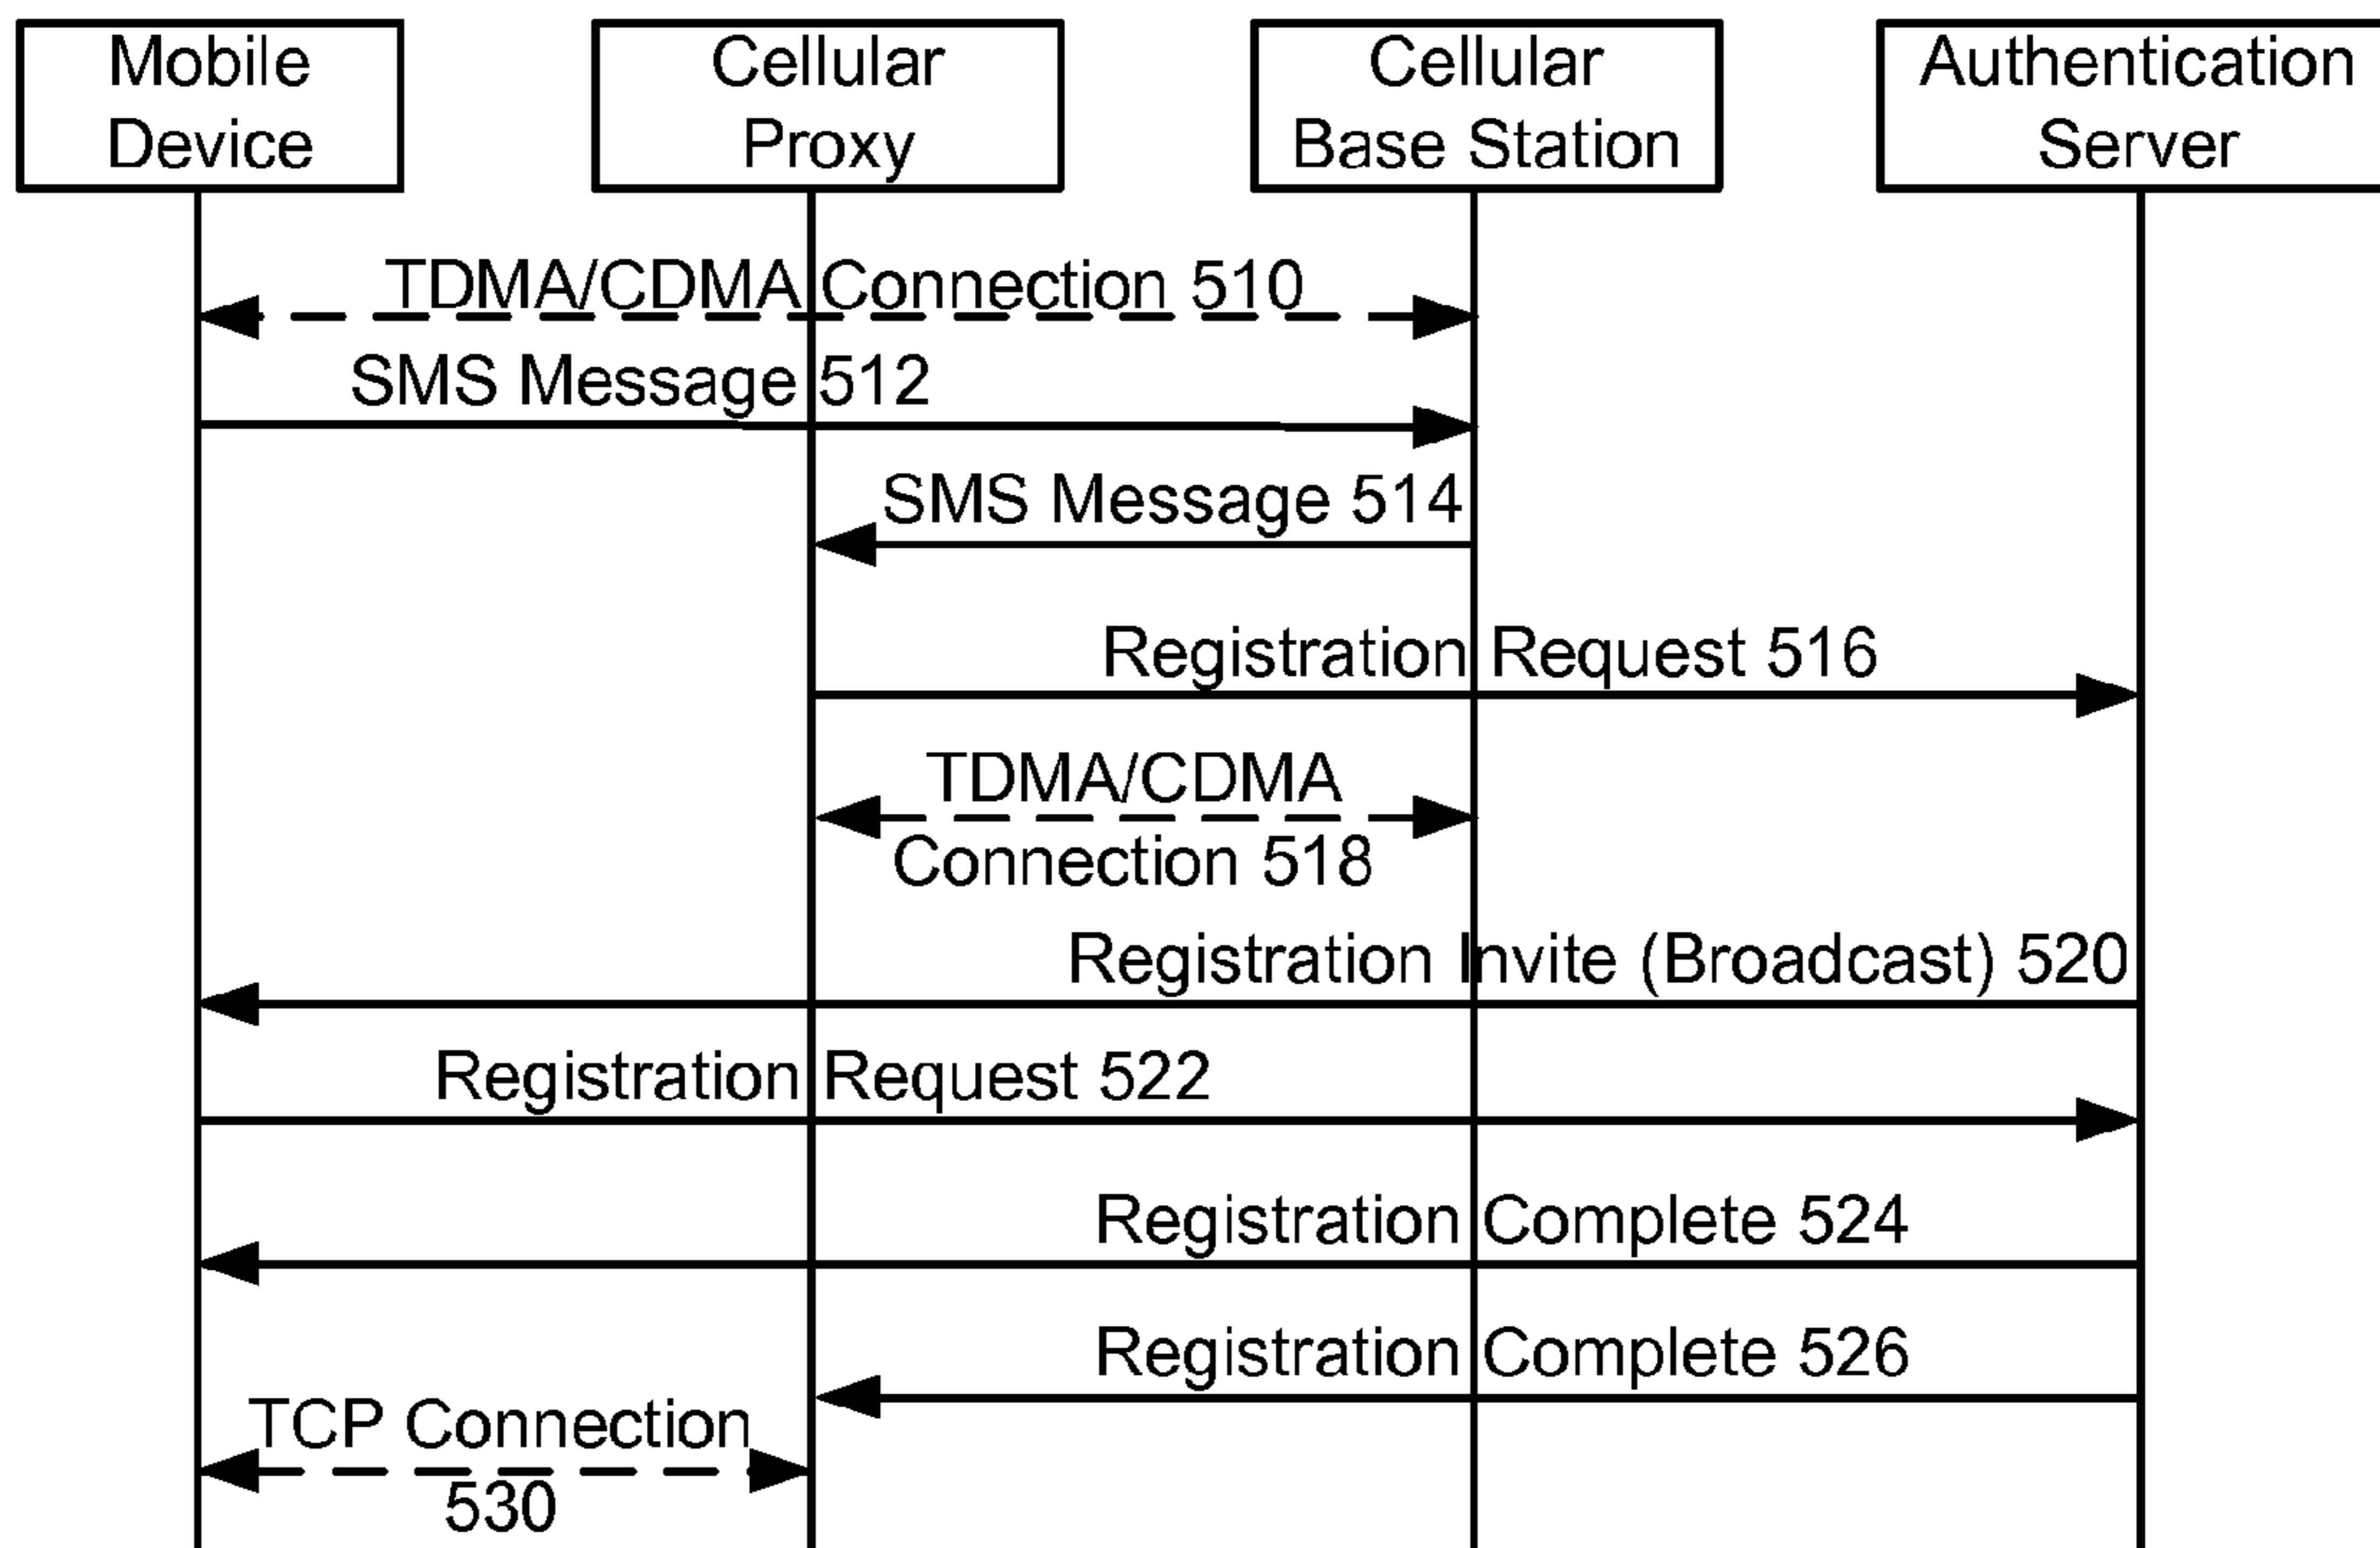 Mobile
Device
Cellular
Proxy
Cellular
Base Station
Authentication
Server
TDMA/CDMA Connection 510
SMS Message 512
SMS Message 514
Registration Request 516
TDMA/CDMA
Connection 518
Registration Invite (Broadcast) 520
Registration Request 522
Registration Complete 524
Registration Complete 526
TCP Connection
530